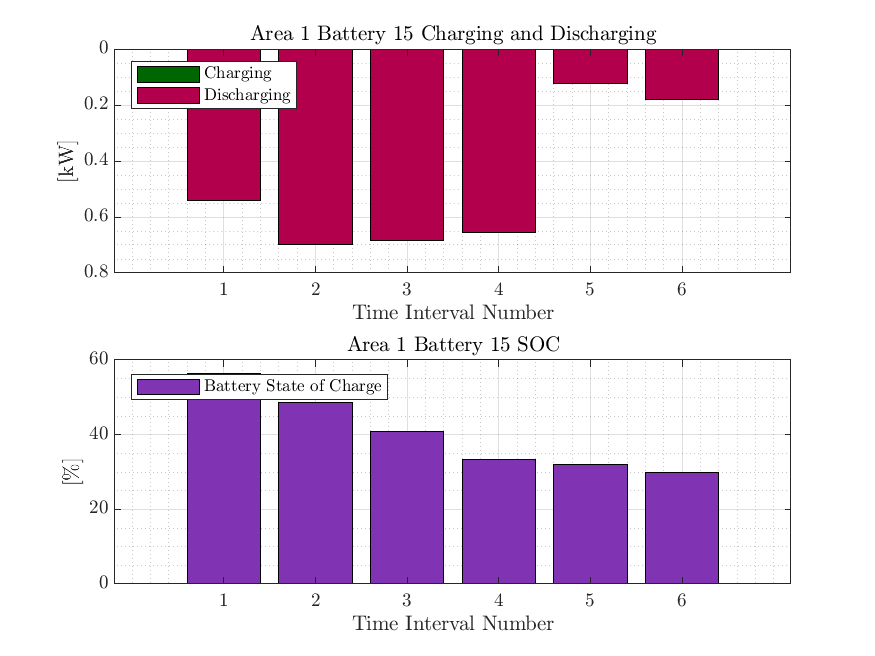 Area 1 Battery 15 Charging and Discharging
0
0.2
0.4
0.6
0.8
[kW]
Charging
Discharging
1 2 3 4 5 6
Time Interval Number
Area 1 Battery 15 SOC
60
40
20
0
[%]
Battery State of Charge
1 2 3 4 5 6
Time Interval Number